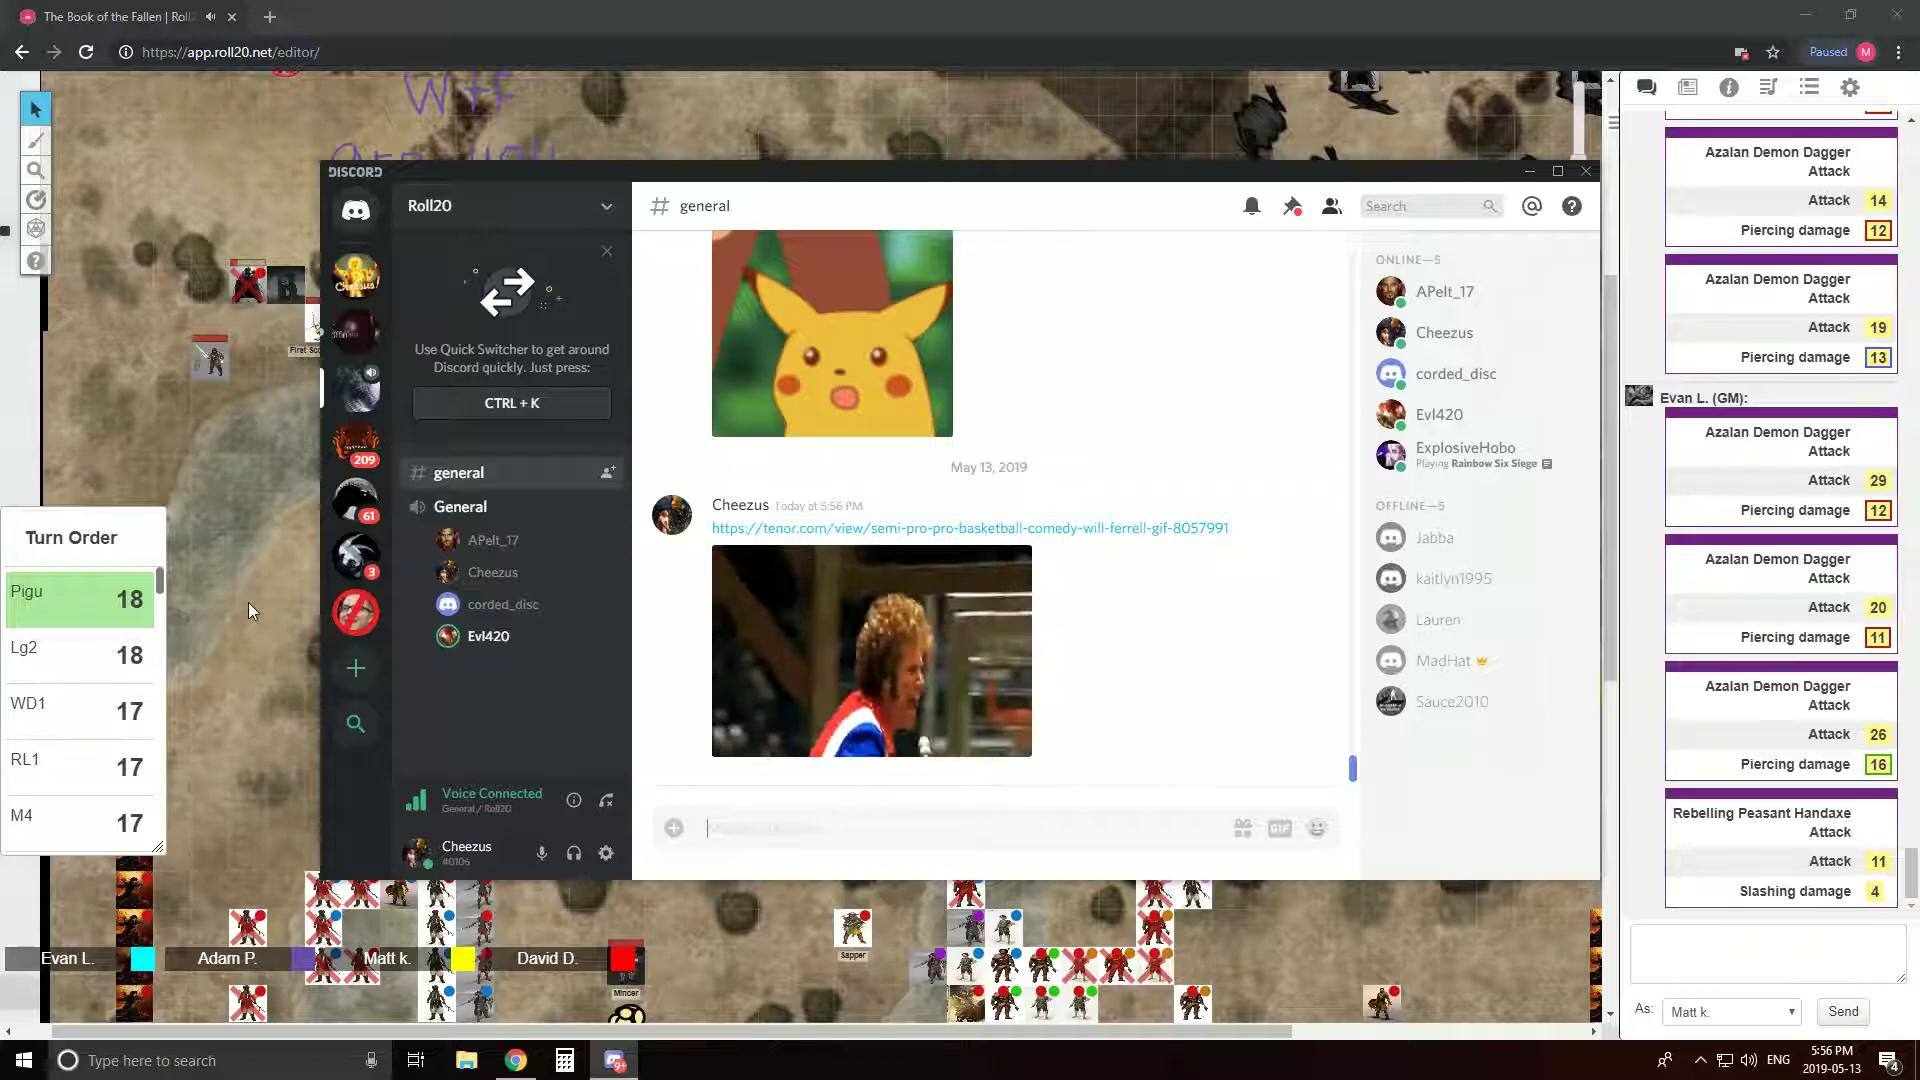 The Book of the Fallen | Roll
https://app.roll20.net/editor/
Paused
M
Wtf
are you
DISCORD
Roll20
general
Search
Use Quick Switcher to get around
Discord quickly. Just press:
CTRL + K
general
General
APelt_17
Cheezus
corded_disc
Evl420
209
61
3
Voice Connected
General / Roll20
Cheezus
#0106
May 13, 2019
Cheezus Today at 5:56 PM
https://tenor.com/view/semi-pro-pro-basketball-comedy-will-ferrell-gif-8057991
GIF
ONLINE—5
APelt_17
Cheezus
corded_disc
Evl420
ExplosiveHobo
Playing Rainbow Six Siege
OFFLINE—5
Jabba
kaitlyn1995
Lauren
MadHat
Sauce2010
Turn Order
Pigu 18
Lg2 18
WD1 17
RL1 17
M4 17
First Sc
Evan L.
Adam P.
Matt k.
David D.
Mincer
Sapper
Azalan Demon Dagger
Attack
Attack 14
Piercing damage 12
Azalan Demon Dagger
Attack
Attack 19
Piercing damage 13
Evan L. (GM):
Azalan Demon Dagger
Attack
Attack 29
Piercing damage 12
Azalan Demon Dagger
Attack
Attack 20
Piercing damage 11
Azalan Demon Dagger
Attack
Attack 26
Piercing damage 16
Rebelling Peasant Handaxe
Attack
Attack 11
Slashing damage 4
As: Matt k. Send
Type here to search
9+
ENG
5:56 PM
2019-05-13
4